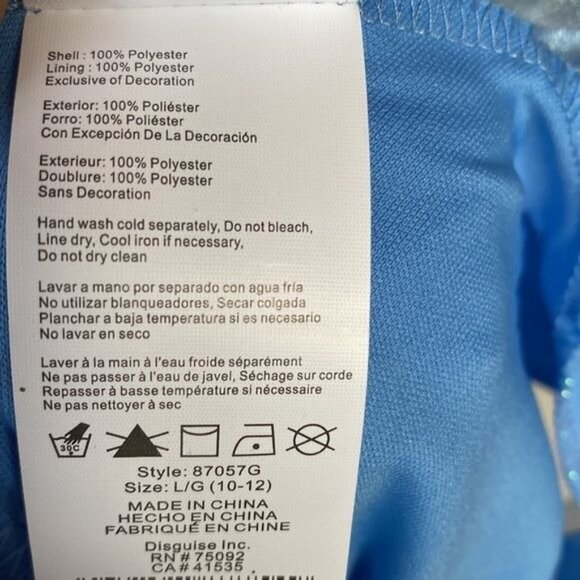 Shell : 100% Polyester
Lining : 100% Polyester
Exclusive of Decoration
Exterior: 100% Poliéster
Forro: 100% Poliéster
Con Excepción De La Decoración
Exterieur: 100% Polyester
Doublure: 100% Polyester
Sans Decoration
Hand wash cold separately, Do not bleach,
Line dry, Cool iron if necessary,
Do not dry clean
Lavar a mano por separado con agua fría
No utilizar blanqueadores, Secar colgada
Planchar a baja temperatura si es necesario
No lavar en seco
Laver à la main à l'eau froide séparément
Ne pas passer à l'eau de javel, Séchage sur corde
Repasser à basse température si nécessaire
Ne pas nettoyer à sec
30C
Style: 87057G
Size: L/G (10-12)
MADE IN CHINA
HECHO EN CHINA
FABRIQUÉ EN CHINE
Disguise Inc.
RN # 75092
CA # 41535